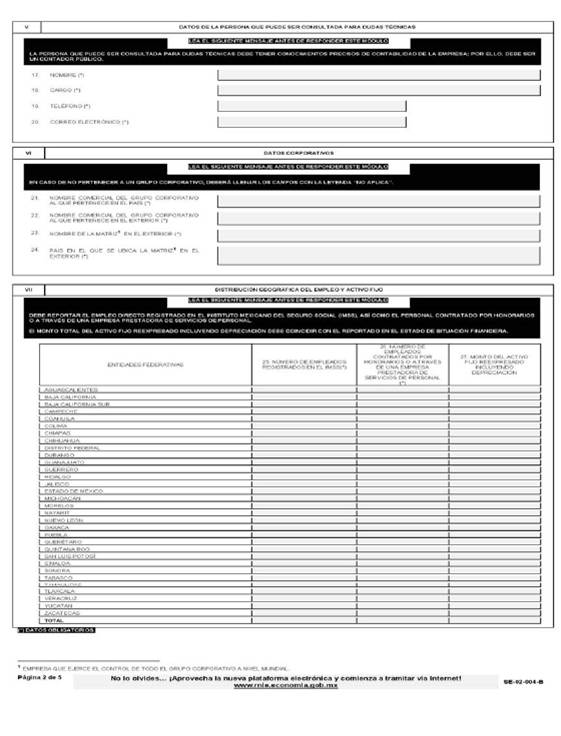 V DATOS DE LA PERSONA QUE PUEDE SER CONSULTADA PARA DUDAS TÉCNICAS
LEA EL SIGUIENTE MENSAJE ANTES DE RESPONDER ESTE MÓDULO
LA PERSONA QUE PUEDE SER CONSULTADA PARA DUDAS TÉCNICAS DEBE TENER CONOCIMIENTOS PRECISOS DE CONTABILIDAD DE LA EMPRESA; POR ELLO, DEBE SER
UN CONTADOR PÚBLICO.
17. NOMBRE (*)
18. CARGO (*)
19. TELÉFONO (*)
20. CORREO ELECTRÓNICO (*)
VI DATOS CORPORATIVOS
LEA EL SIGUIENTE MENSAJE ANTES DE RESPONDER ESTE MÓDULO
EN CASO DE NO PERTENECER A UN GRUPO CORPORATIVO, DEBERÁ LLENAR LOS CAMPOS CON LA LEYENDA "NO APLICA".
21. NOMBRE COMERCIAL DEL GRUPO CORPORATIVO
AL QUE PERTENECE EN EL PAÍS (*)
22. NOMBRE COMERCIAL DEL GRUPO CORPORATIVO
AL QUE PERTENECE EN EL EXTERIOR (*)
23. NOMBRE DE LA MATRIZ¶ EN EL EXTERIOR (*)
24. PAÍS EN EL QUE SE UBICA LA MATRIZ¶ EN EL
EXTERIOR (*)
VII DISTRIBUCIÓN GEOGRÁFICA DEL EMPLEO Y ACTIVO FIJO
LEA EL SIGUIENTE MENSAJE ANTES DE RESPONDER ESTE MÓDULO
DEBE REPORTAR EL EMPLEO DIRECTO REGISTRADO EN EL INSTITUTO MEXICANO DEL SEGURO SOCIAL (IMSS), ASÍ COMO EL PERSONAL CONTRATADO POR HONORARIOS
O A TRAVÉS DE UNA EMPRESA PRESTADORA DE SERVICIOS DE PERSONAL.
El MONTO TOTAL DEL ACTIVO FIJO REEXPRESADO INCLUYENDO DEPRECIACIÓN DEBE COINCIDIR CON EL REPORTADO EN EL ESTADO DE SITUACIÓN FINANCIERA.
ENTIDADES FEDERATIVAS
25. NÚMERO DE EMPLEADOS
REGISTRADOS EN EL IMSS(*)
26. NÚMERO DE
EMPLEADOS
CONTRATADOS POR
HONORARIOS O A TRAVÉS
DE UNA EMPRESA
PRESTADORA DE
SERVICIOS DE PERSONAL
(*)
27. MONTO DEL ACTIVO
FIJO REEXPRESADO
INCLUYENDO
DEPRECIACIÓN
AGUASCALIENTES
BAJA CALIFORNIA
BAJA CALIFORNIA SUR
CAMPECHE
COAHUILA
COLIMA
CHIAPAS
CHIHUAHUA
DISTRITO FEDERAL
DURANGO
GUANAJUATO
GUERRERO
HIDALGO
JALISCO
ESTADO DE MÉXICO
MICHOACÁN
MORELOS
NAYARIT
NUEVO LEÓN
OAXACA
PUEBLA
QUERÉTARO
QUINTANA ROO
SAN LUIS POTOSÍ
SINALOA
SONORA
TABASCO
TAMAULIPAS
TLAXCALA
VERACRUZ
YUCATÁN
ZACATECAS
TOTAL
(*) DATOS OBLIGATORIOS
¶ EMPRESA QUE EJERCE EL CONTROL DE TODO EL GRUPO CORPORATIVO A NIVEL MUNDIAL.
Página 2 de 5 No lo olvides... ¡Aprovecha la nueva plataforma electrónica y comienza a tramitar vía Internet! SE-02-004-B
www.rnie.economia.gob.mx